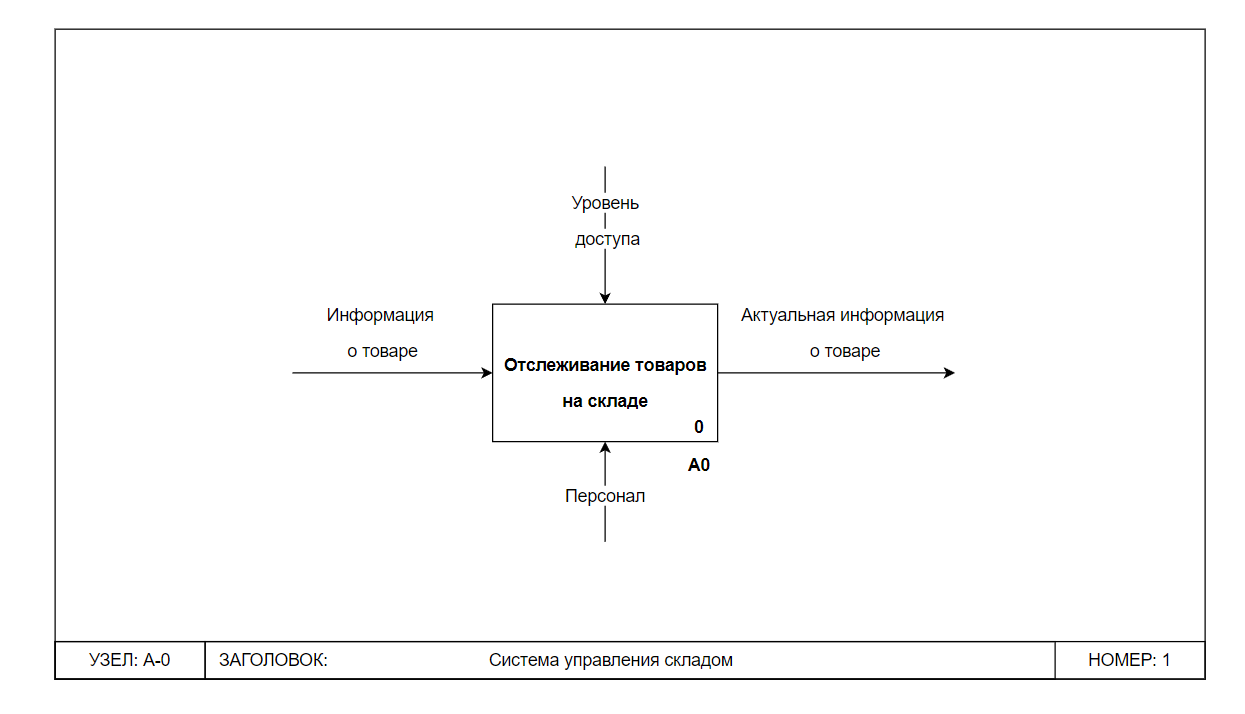 Уровень
доступа
Информация
о товаре
Актуальная информация
о товаре
Отслеживание товаров
на складе
0
A0
Персонал
УЗЕЛ: A-0
ЗАГОЛОВОК:
Система управления складом
НОМЕР: 1